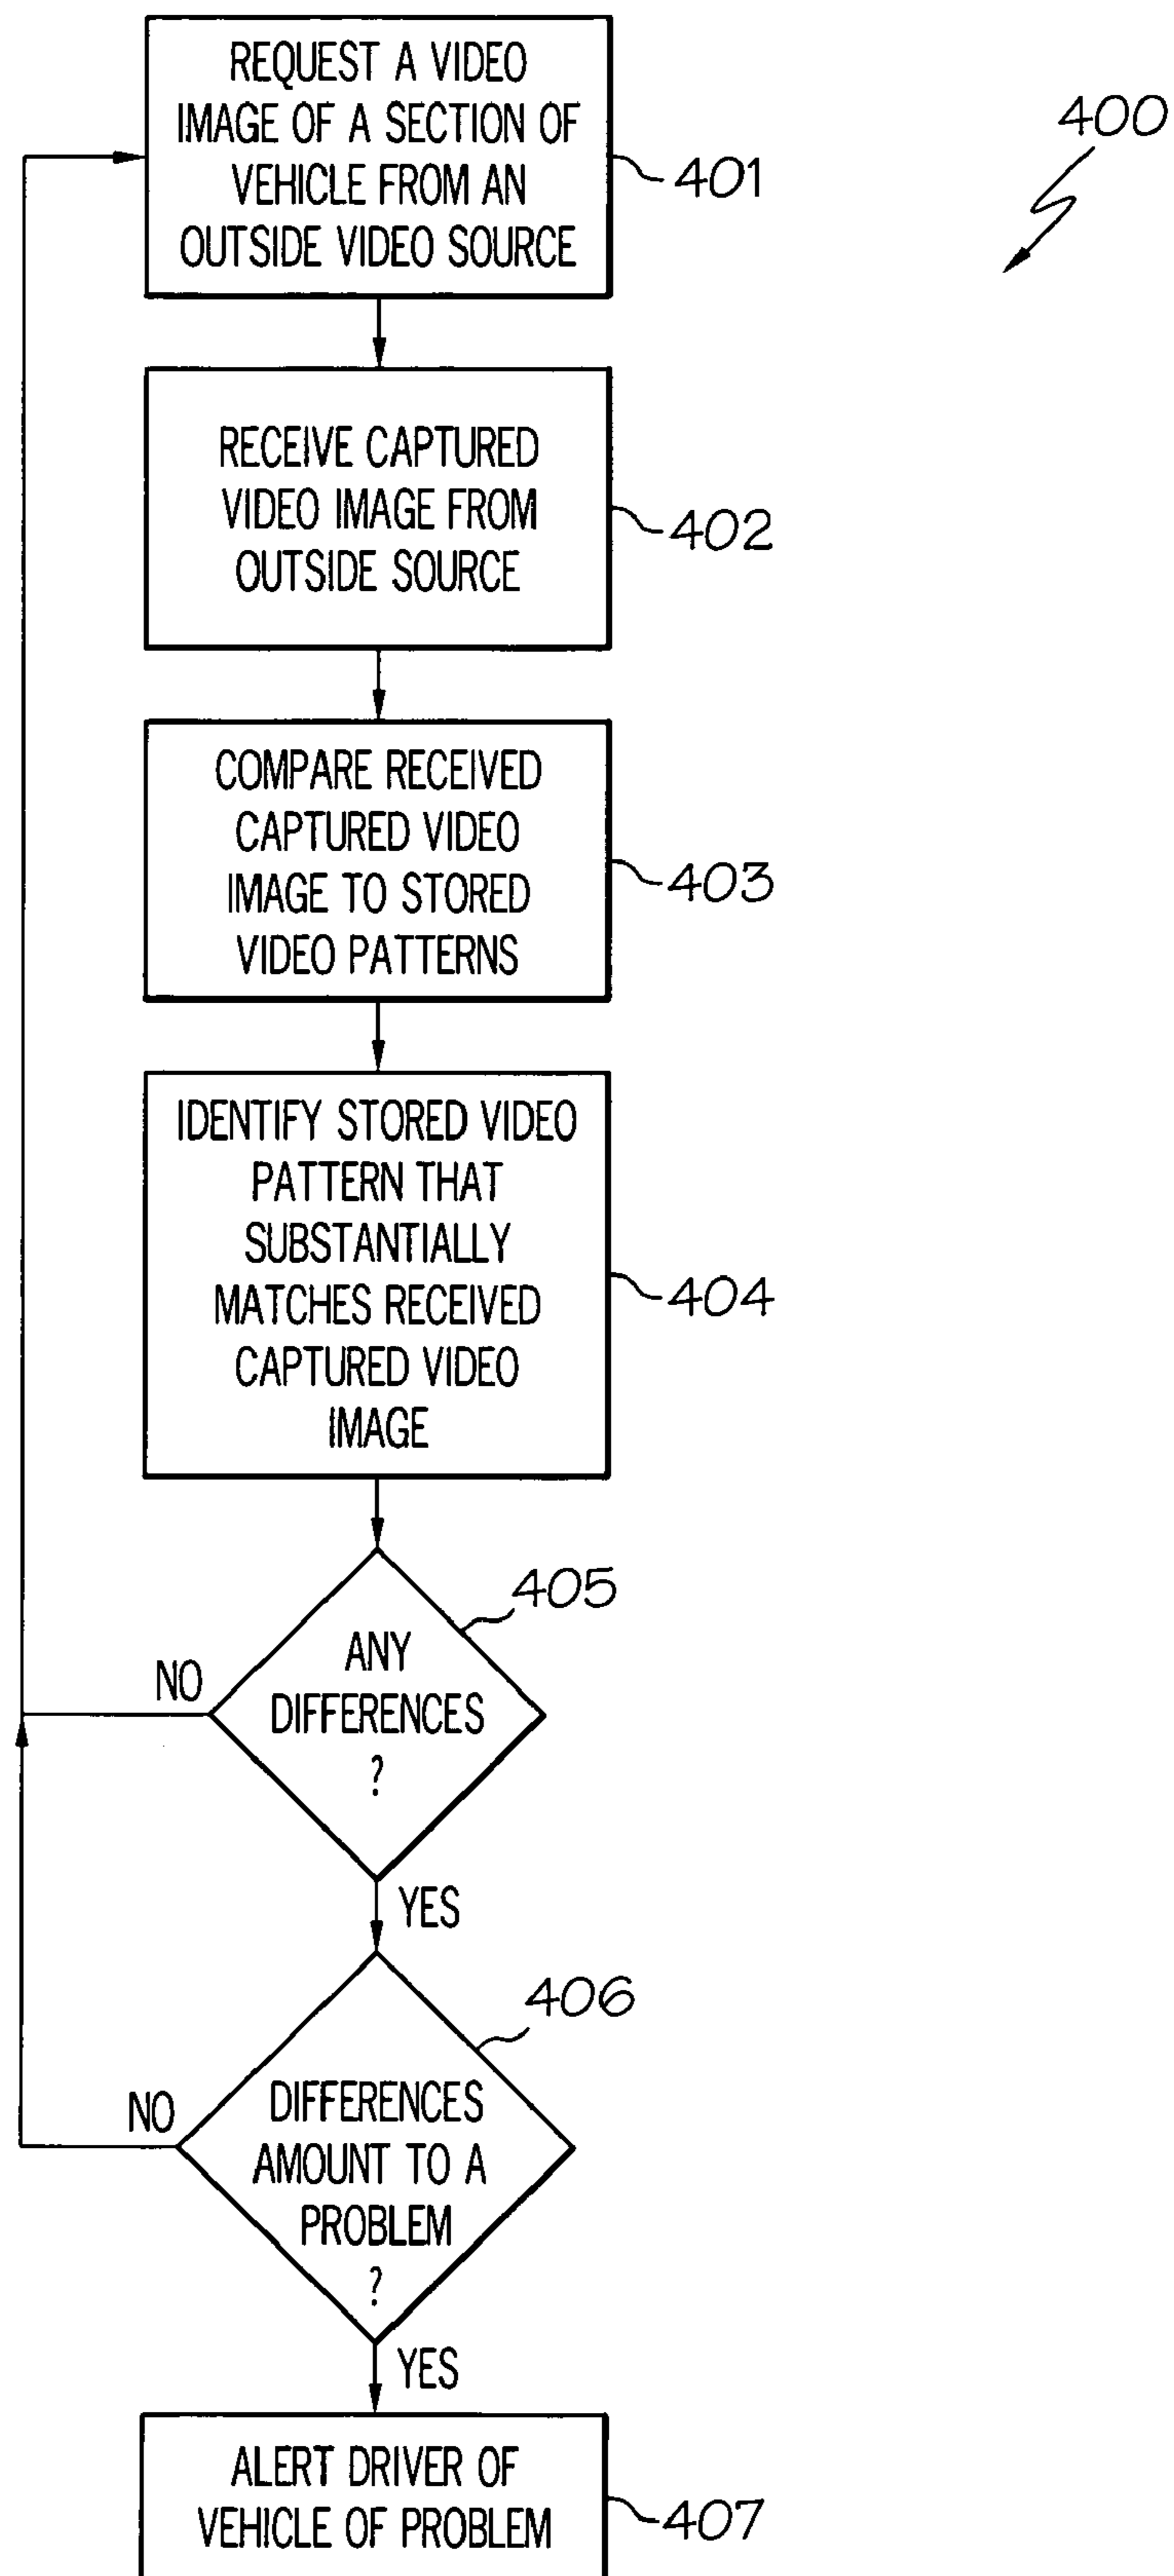 REQUEST A VIDEO
IMAGE OF A SECTION OF
VEHICLE FROM AN
OUTSIDE VIDEO SOURCE
401
400
RECEIVE CAPTURED
VIDEO IMAGE FROM
OUTSIDE SOURCE
402
COMPARE RECEIVED
CAPTURED VIDEO
IMAGE TO STORED
VIDEO PATTERNS
403
IDENTIFY STORED VIDEO
PATTERN THAT
SUBSTANTIALLY
MATCHES RECEIVED
CAPTURED VIDEO
IMAGE
404
405
ANY
DIFFERENCES
?
NO
YES
406
DIFFERENCES
AMOUNT TO A
PROBLEM
?
NO
YES
ALERT DRIVER OF
VEHICLE OF PROBLEM
407